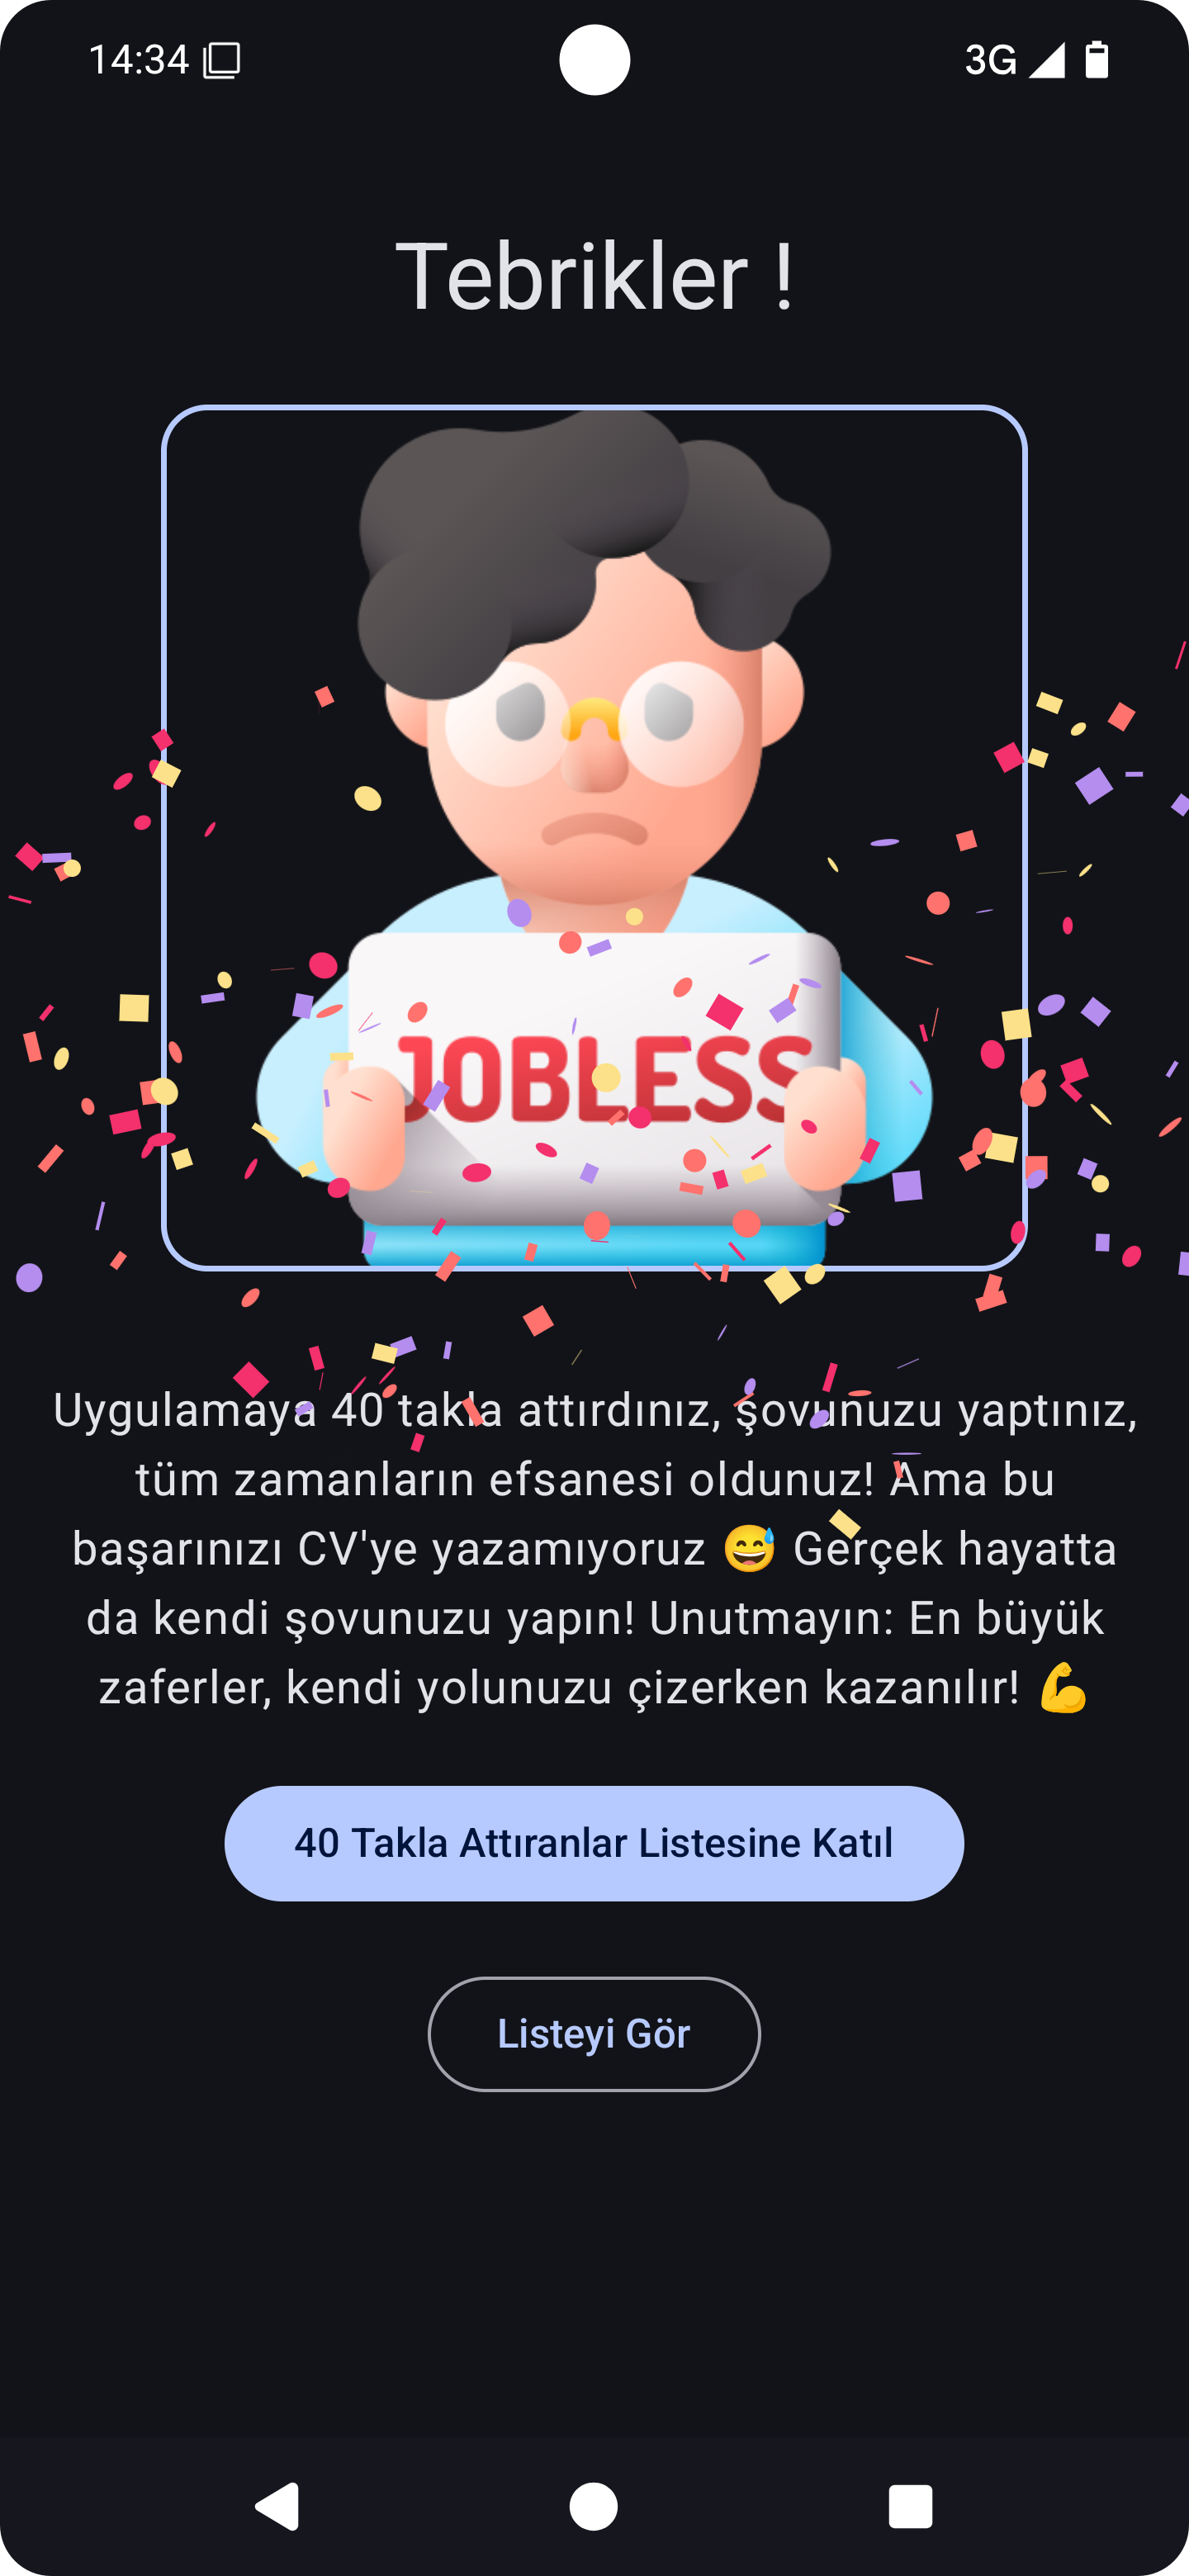 14:34
3G
Tebrikler !
JOBLESS
Uygulamaya 40 takla attırdınız, şovunuzu yaptınız,
tüm zamanların efsanesi oldunuz! Ama bu
başarınızı CV'ye yazamıyoruz 😅 Gerçek hayatta
da kendi şovunuzu yapın! Unutmayın: En büyük
zaferler, kendi yolunuzu çizerken kazanılır! 💪
40 Takla Attıranlar Listesine Katıl
Listeyi Gör